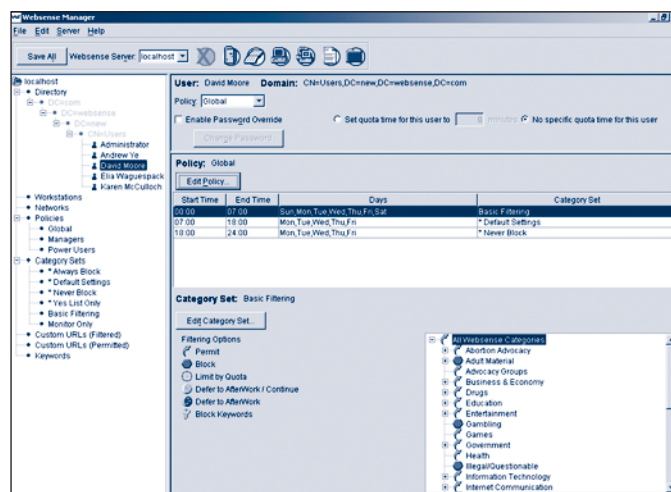 Websense Manager
File Edit Server Help
Save All Websense Server: localhost
localhost
Directory
DC=com
DC=websense
DC=new
CN=Users
Administrator
Andrew Ye
David Moore
Elia Waguespack
Karen McCulloch
Workstations
Networks
Policies
Global
Managers
Power Users
Category Sets
* Always Block
* Default Settings
* Never Block
* Yes List Only
Basic Filtering
Monitor Only
Custom URLs (Filtered)
Custom URLs (Permitted)
Keywords
User: David Moore Domain: CN=Users,DC=new,DC=websense,DC=com
Policy: Global
Enable Password Override Set quota time for this user to 0 minutes No specific quota time for this user
Change Password
Policy: Global
Edit Policy...
Start Time End Time Days Category Set
00:00 07:00 Sun,Mon,Tue,Wed,Thu,Fri,Sat Basic Filtering
07:00 18:00 Mon,Tue,Wed,Thu,Fri * Default Settings
18:00 24:00 Mon,Tue,Wed,Thu,Fri * Never Block
Category Set: Basic Filtering
Edit Category Set...
Filtering Options
Permit
Block
Limit by Quota
Defer to AfterWork / Continue
Defer to AfterWork
Block Keywords
All Websense Categories
Abortion Advocacy
Adult Material
Advocacy Groups
Business & Economy
Drugs
Education
Entertainment
Gambling
Games
Government
Health
Illegal/Questionable
Information Technology
Internet Communication